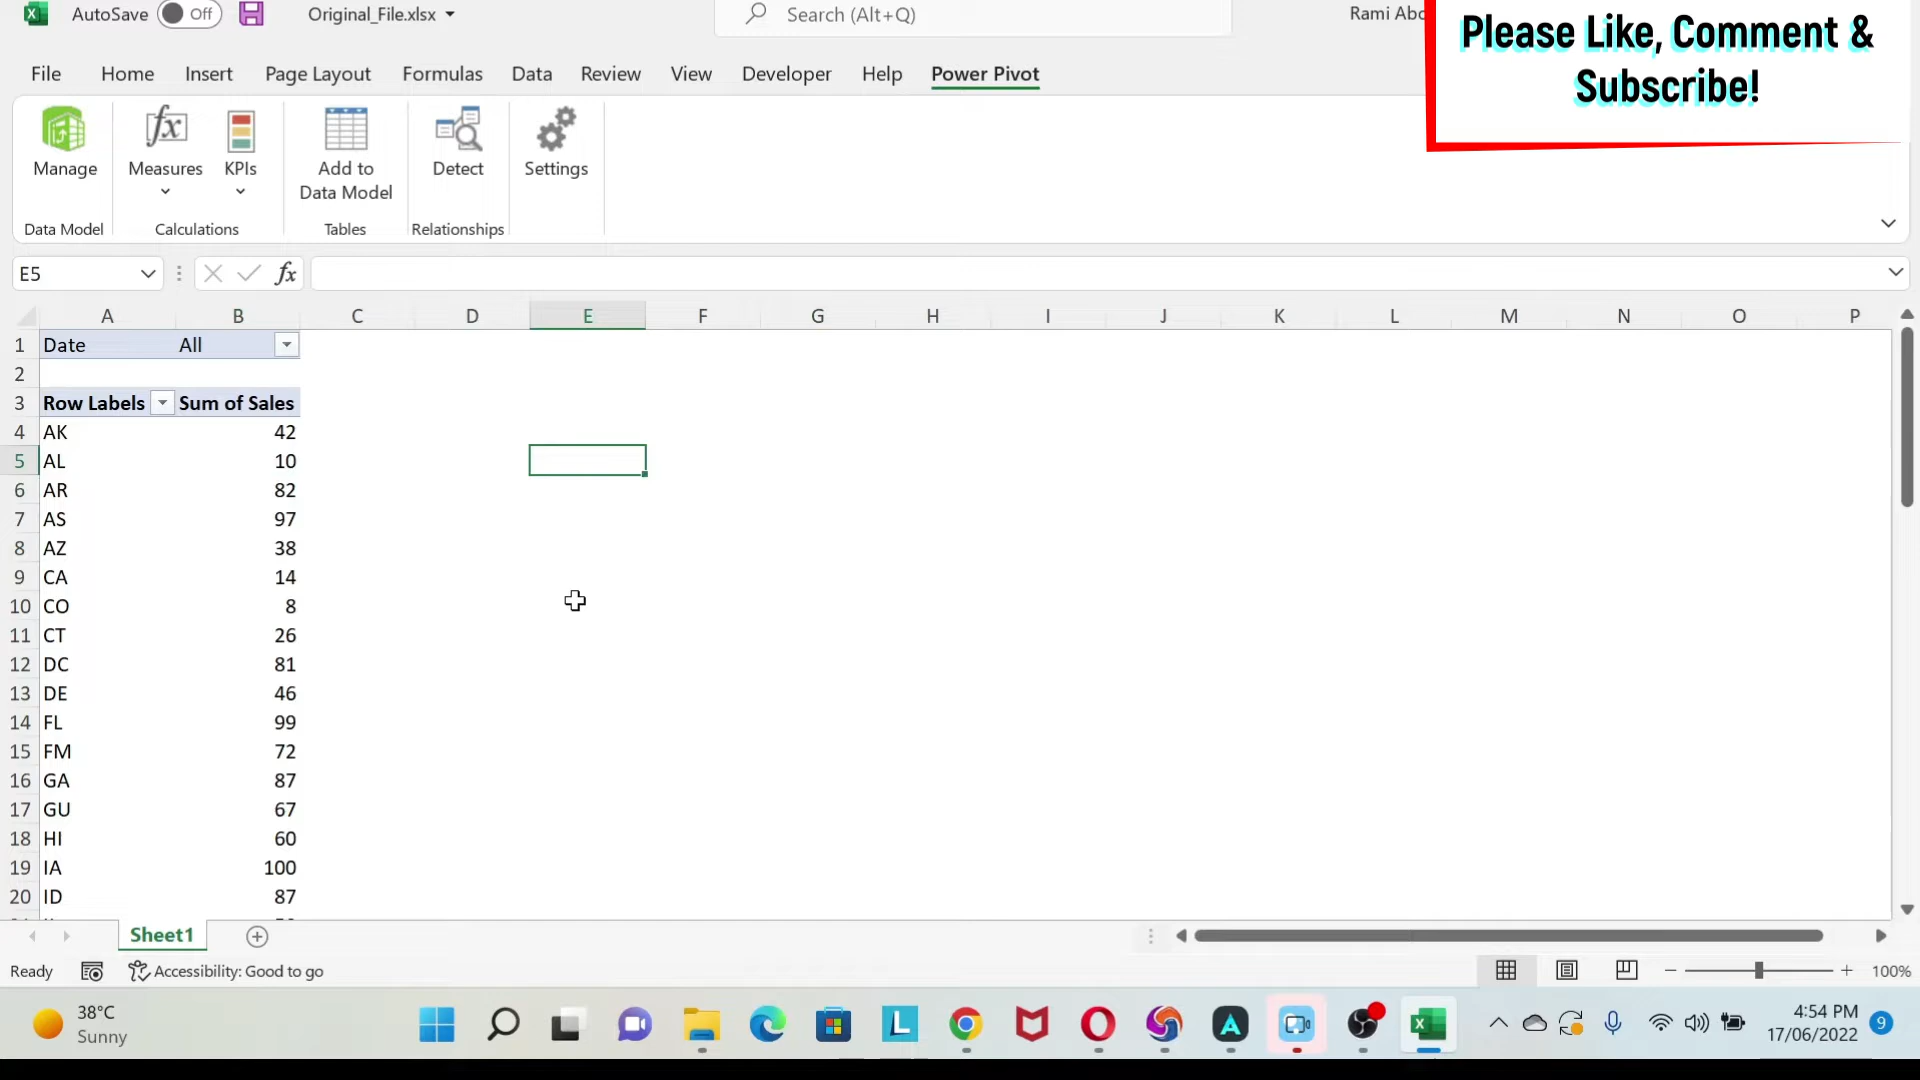 AutoSave Off Original_File.xlsx Search (Alt+Q)
Please Like, Comment &
Subscribe!
File Home Insert Page Layout Formulas Data Review View Developer Help Power Pivot
Manage Measures KPIs Add to Data Model Detect Settings
Data Model Calculations Tables Relationships
E5 fx
A B C D E F G H I J K L M N O P
1 Date All
2
3 Row Labels Sum of Sales
4 AK 42
5 AL 10
6 AR 82
7 AS 97
8 AZ 38
9 CA 14
10 CO 8
11 CT 26
12 DC 81
13 DE 46
14 FL 99
15 FM 72
16 GA 87
17 GU 67
18 HI 60
19 IA 100
20 ID 87
Sheet1
Ready Accessibility: Good to go 100%
38°C 4:54 PM
Sunny 17/06/2022 9